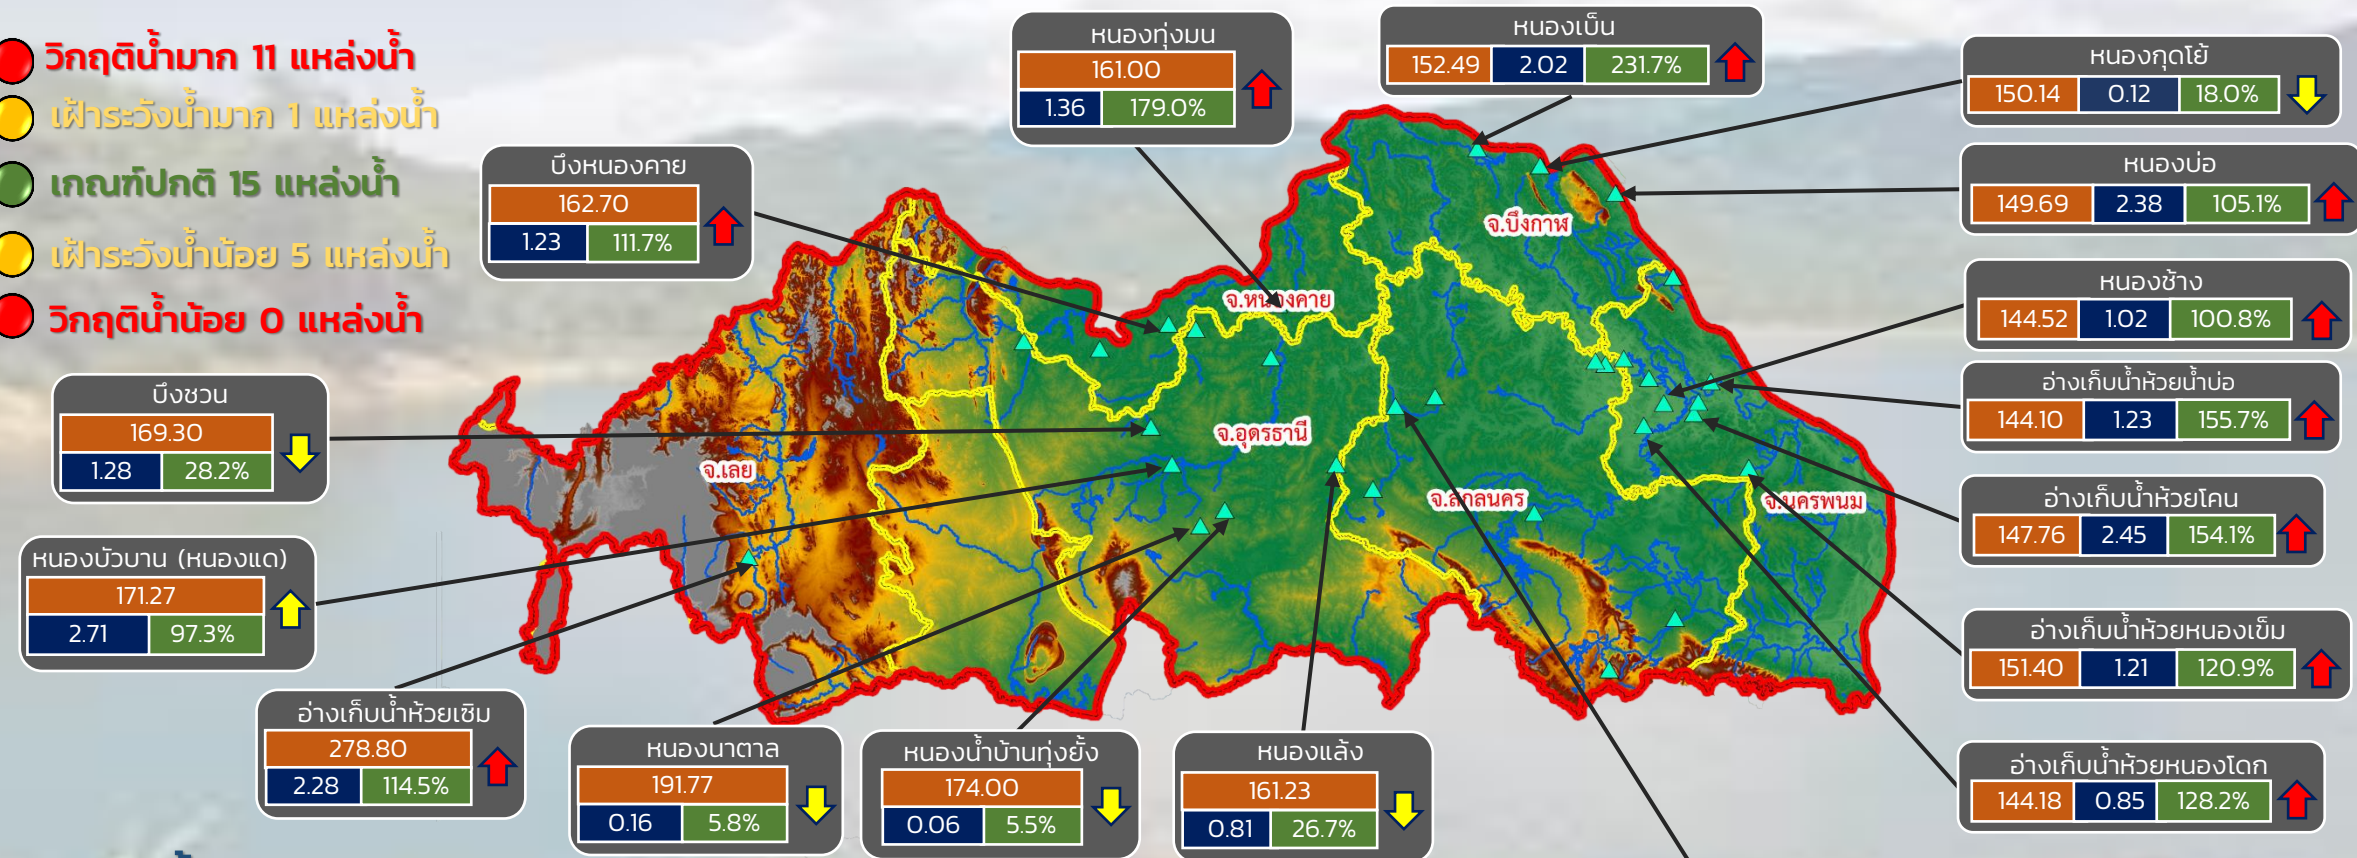 วิกฤติน้ำมาก 11 แหล่งน้ำ
เฝ้าระวังน้ำมาก 1 แหล่งน้ำ
เกณฑ์ปกติ 15 แหล่งน้ำ
เฝ้าระวังน้ำน้อย 5 แหล่งน้ำ
วิกฤติน้ำน้อย 0 แหล่งน้ำ
หนองทุ่งมน
161.00
1.36 179.0%
หนองเบ็น
152.49 2.02 231.7%
หนองกุดโย้
150.14 0.12 18.0%
บึงหนองคาย
162.70
1.23 111.7%
หนองบ่อ
149.69 2.38 105.1%
หนองช้าง
144.52 1.02 100.8%
บึงชวน
169.30
1.28 28.2%
อ่างเก็บน้ำห้วยน้ำบ่อ
144.10 1.23 155.7%
อ่างเก็บน้ำห้วยโคน
147.76 2.45 154.1%
หนองบัวบาน (หนองแด)
171.27
2.71 97.3%
อ่างเก็บน้ำห้วยหนองเข็ม
151.40 1.21 120.9%
อ่างเก็บน้ำห้วยเซิม
278.80
2.28 114.5%
หนองนาตาล
191.77
0.16 5.8%
หนองน้ำบ้านทุ่งยั้ง
174.00
0.06 5.5%
หนองแล้ง
161.23
0.81 26.7%
อ่างเก็บน้ำห้วยหนองโดก
144.18 0.85 128.2%
จ.บึงกาฬ
จ.หนองคาย
จ.อุดรธานี
จ.เลย
จ.สกลนคร
จ.นครพนม